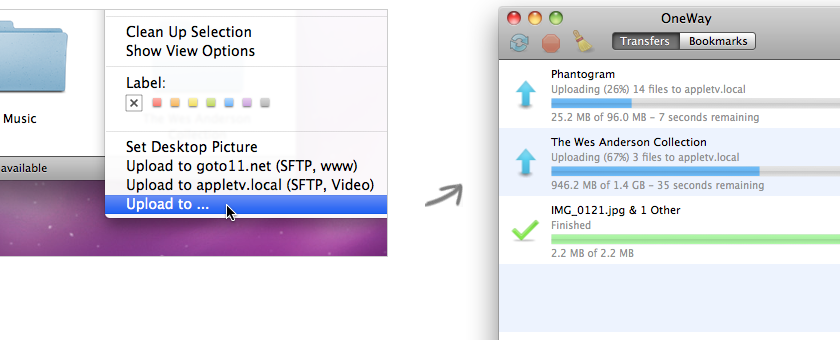 Clean Up Selection
Show View Options
Label:
Music
Set Desktop Picture
Upload to goto11.net (SFTP, www)
available
Upload to appletv.local (SFTP, Video)
Upload to ...
OneWay
Transfers Bookmarks
Phantogram
Uploading (26%) 14 files to appletv.local
25.2 MB of 96.0 MB – 7 seconds remaining
The Wes Anderson Collection
Uploading (67%) 3 files to appletv.local
946.2 MB of 1.4 GB – 35 seconds remaining
IMG_0121.jpg & 1 Other
Finished
2.2 MB of 2.2 MB